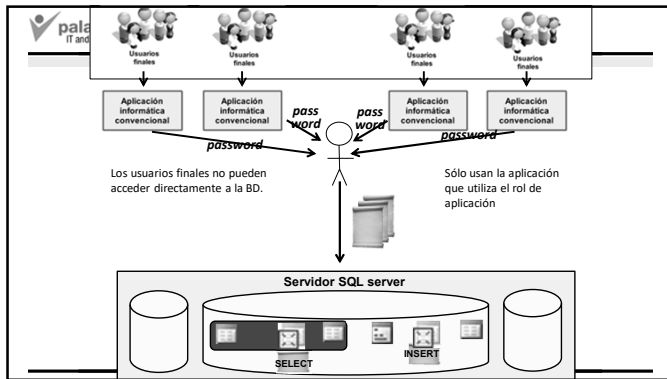 pala
IT and
Usuarios
finales
Usuarios
finales
Usuarios
finales
Usuarios
finales
Aplicación
informática
convencional
Aplicación
informática
convencional
Aplicación
informática
convencional
Aplicación
informática
convencional
pass
word
pass
word
password
password
Los usuarios finales no pueden
acceder directamente a la BD.
Sólo usan la aplicación
que utiliza el rol de
aplicación
Servidor SQL server
SELECT
INSERT